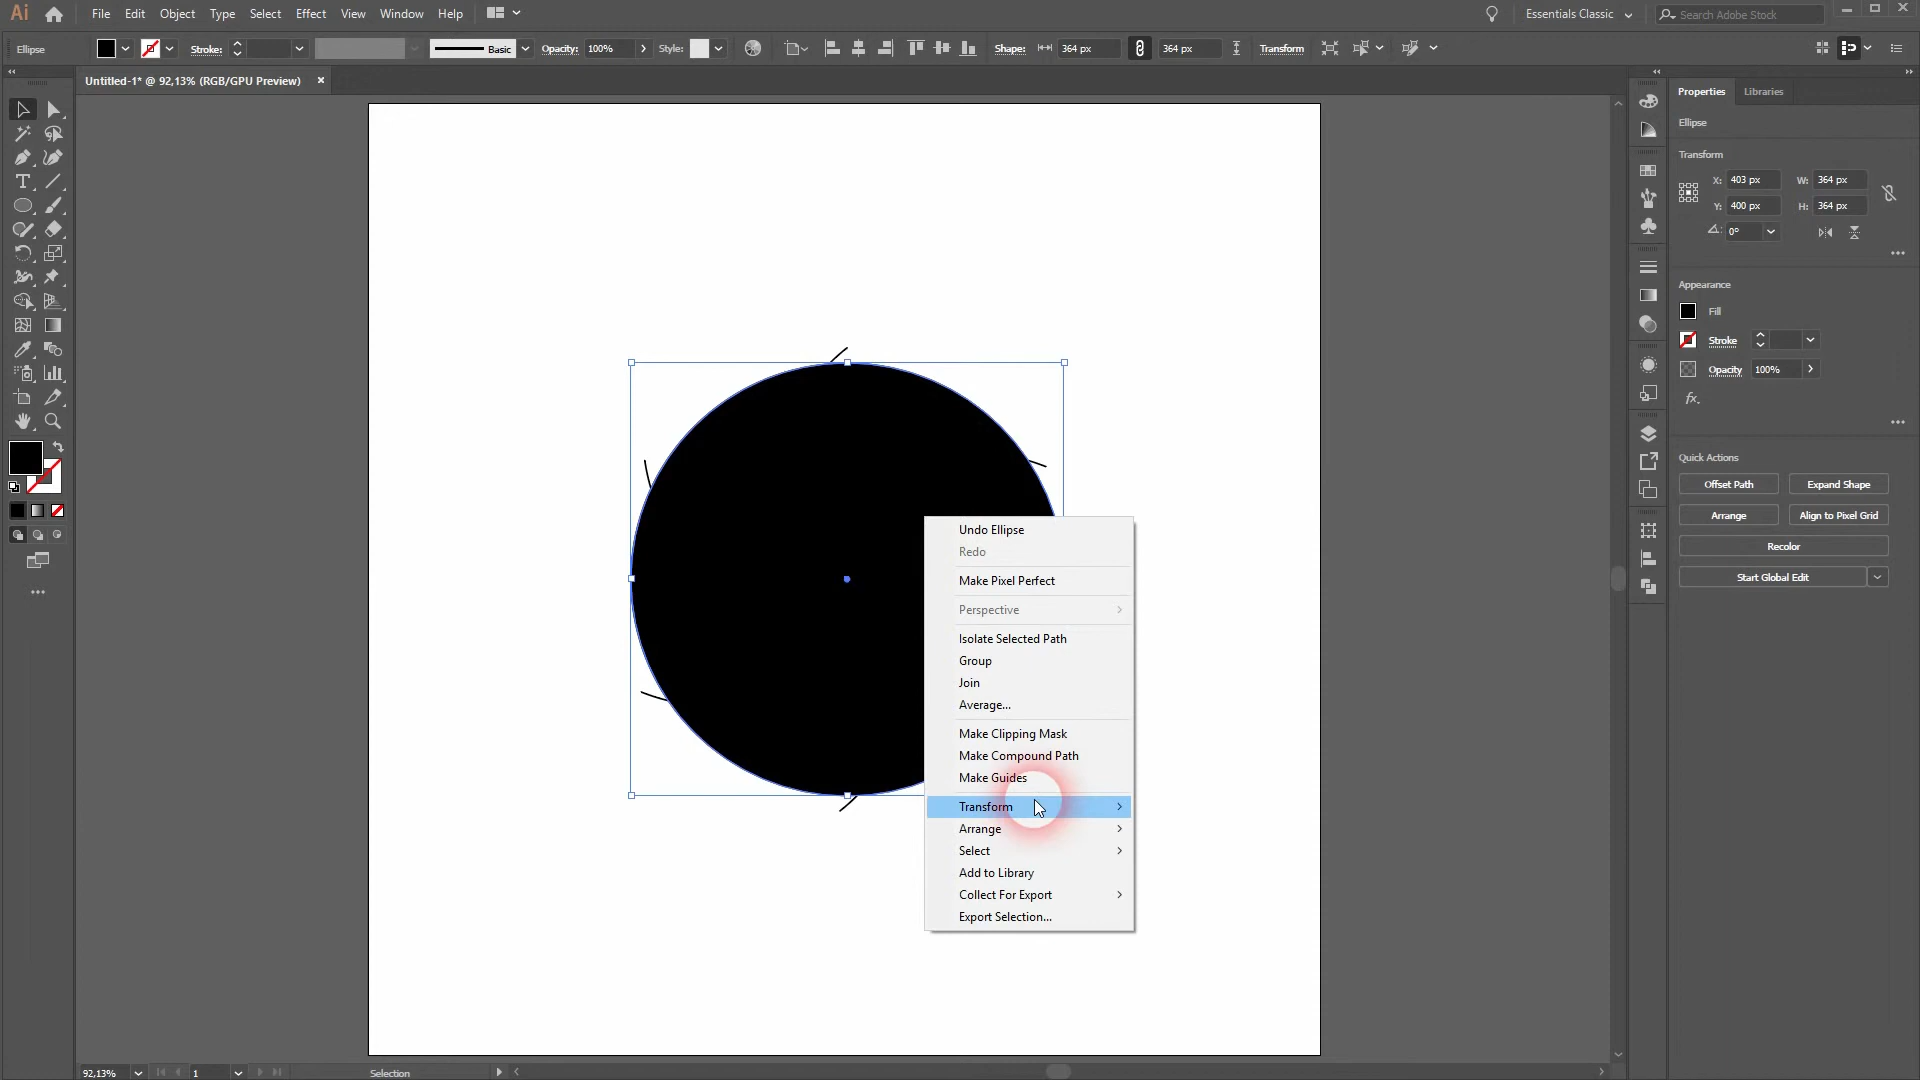 Ai File Edit Object Type Select Effect View Window Help Essentials Classic Search Adobe Stock
Ellipse Stroke: Basic Opacity: 100% Style: Shape: 364 px 364 px Transform
Untitled-1* @ 92,13% (RGB/GPU Preview)
Properties Libraries
Ellipse
Transform
X: 403 px W: 364 px
Y: 400 px H: 364 px
0°
Appearance
Fill
Stroke
Opacity 100%
fx.
Quick Actions
Offset Path Expand Shape
Arrange Align to Pixel Grid
Recolor
Start Global Edit
Undo Ellipse
Redo
Make Pixel Perfect
Perspective
Isolate Selected Path
Group
Join
Average...
Make Clipping Mask
Make Compound Path
Make Guides
Transform
Arrange
Select
Add to Library
Collect For Export
Export Selection...
92,13% 1 Selection